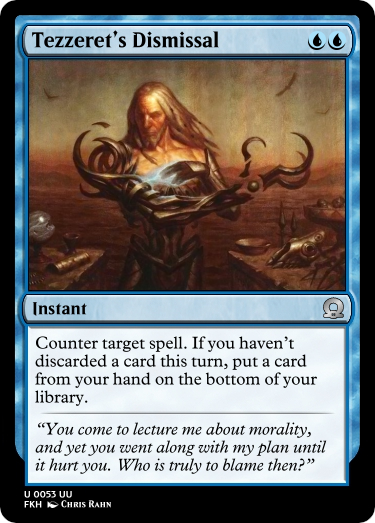 Tezzeret's Dismissal
Instant
Counter target spell. If you haven't
discarded a card this turn, put a card
from your hand on the bottom of your
library.
"You come to lecture me about morality,
and yet you went along with my plan until
it hurt you. Who is truly to blame then?"
U 0053 UU
FKH CHRIS RAHN